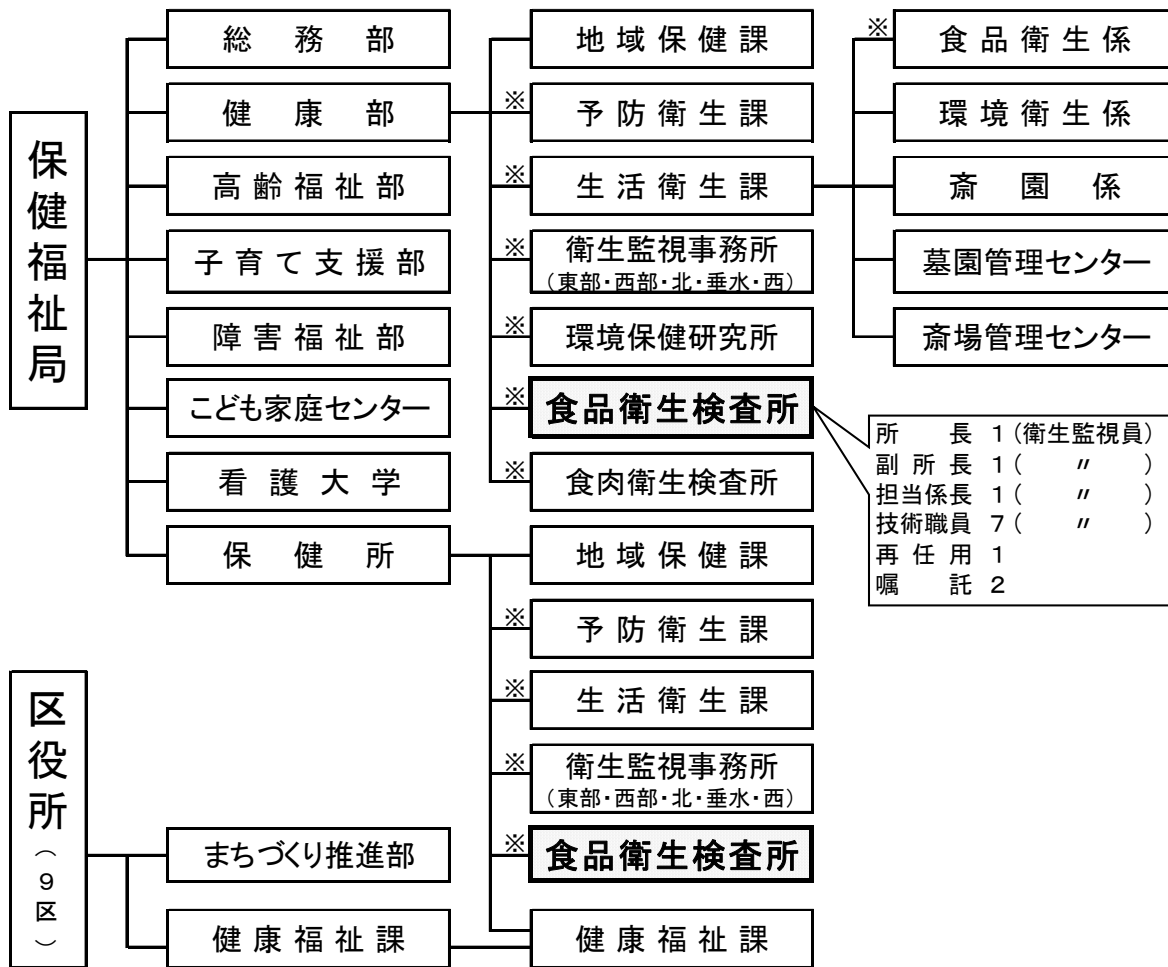 保健福祉局
総務部
健康部
高齢福祉部
子育て支援部
障害福祉部
こども家庭センター
看護大学
保健所
地域保健課
※ 予防衛生課
※ 生活衛生課
※ 衛生監視事務所
（東部・西部・北・垂水・西）
※ 環境保健研究所
※ 食品衛生検査所
※ 食肉衛生検査所
※ 食品衛生係
環境衛生係
斎園係
墓園管理センター
斎場管理センター
所長 1（衛生監視員）
副所長 1（ 〃 ）
担当係長 1（ 〃 ）
技術職員 7（ 〃 ）
再任用 1
嘱託 2
地域保健課
※ 予防衛生課
※ 生活衛生課
※ 衛生監視事務所
（東部・西部・北・垂水・西）
※ 食品衛生検査所
健康福祉課
区役所（９区）
まちづくり推進部
健康福祉課